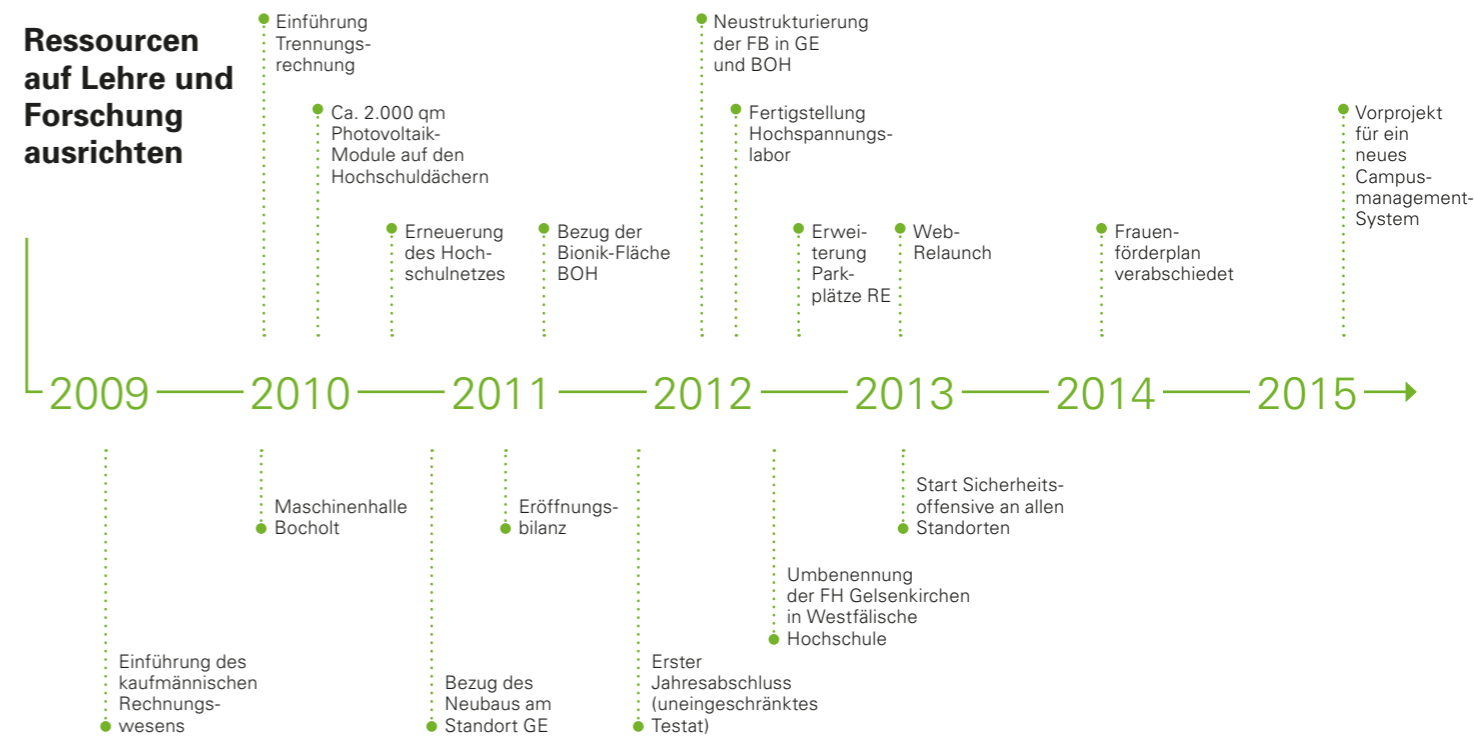 Ressourcen
auf Lehre und
Forschung
ausrichten
Einführung
Trennungs-
rechnung
Ca. 2.000 qm
Photovoltaik-
Module auf den
Hochschuldächern
Erneuerung
des Hoch-
schulnetzes
Bezug der
Bionik-Fläche
BOH
Neustrukturierung
der FB in GE
und BOH
Fertigstellung
Hochspannungs-
labor
Erwei-
terung
Park-
plätze RE
Web-
Relaunch
Frauen-
förderplan
verabschiedet
Vorprojekt
für ein
neues
Campus-
management-
System
2009 2010 2011 2012 2013 2014 2015
Einführung des
kaufmännischen
Rechnungs-
wesens
Maschinenhalle
Bocholt
Bezug des
Neubaus am
Standort GE
Eröffnungs-
bilanz
Erster
Jahresabschluss
(uneingeschränktes
Testat)
Umbenennung
der FH Gelsenkirchen
in Westfälische
Hochschule
Start Sicherheits-
offensive an allen
Standorten